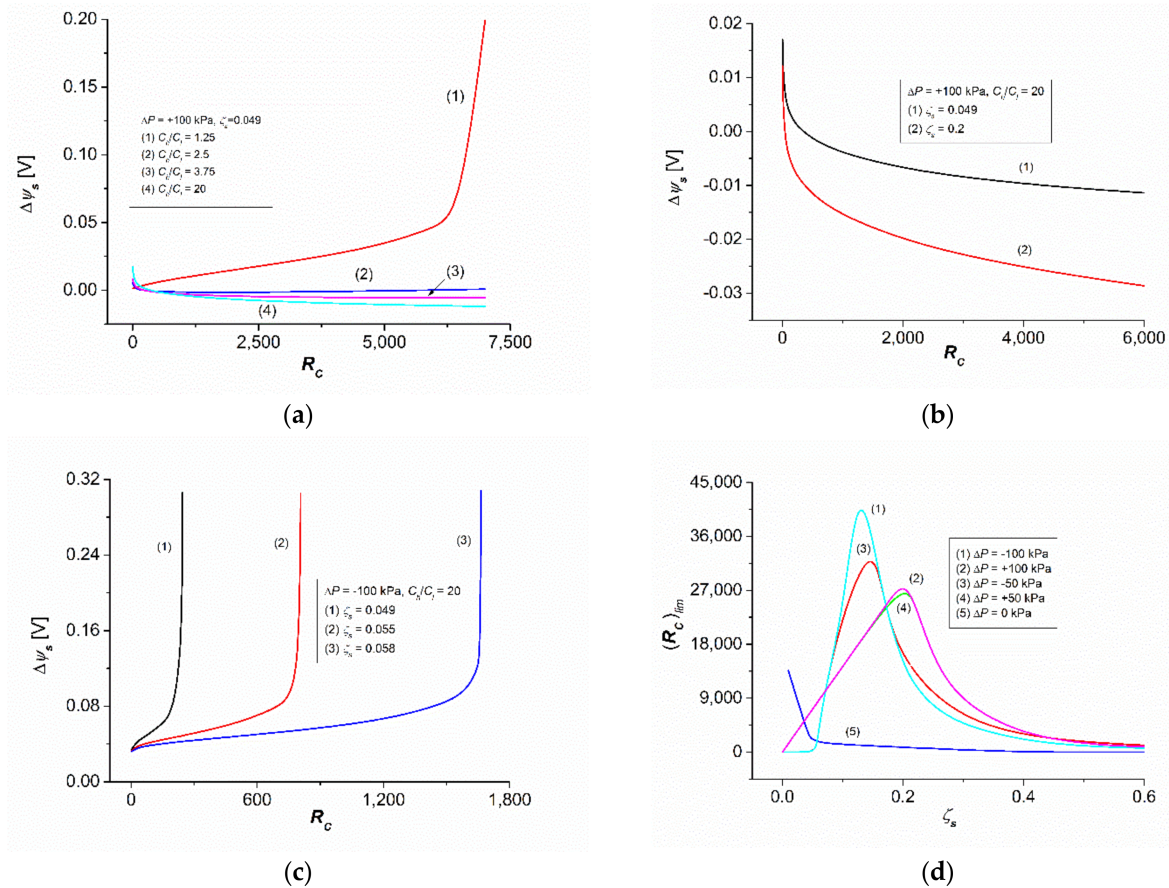 0.20
0.15
0.10
0.05
0.00
Δψs [V]
ΔP = +100 kPa, ζs=0.049
(1) Ch/Cl = 1.25
(2) Ch/Cl = 2.5
(3) Ch/Cl = 3.75
(4) Ch/Cl = 20
(1)
(2)
(3)
(4)
0 2,500 5,000 7,500
RC
(a)
0.02
0.01
0.00
-0.01
-0.02
-0.03
Δψs [V]
ΔP = +100 kPa, Ch/Cl = 20
(1) ζs = 0.049
(2) ζs = 0.2
(1)
(2)
0 2,000 4,000 6,000
RC
(b)
0.32
0.24
0.16
0.08
0.00
Δψs [V]
(1)
(2)
(3)
ΔP = -100 kPa, Ch/Cl = 20
(1) ζs = 0.049
(2) ζs = 0.055
(3) ζs = 0.058
0 600 1,200 1,800
RC
(c)
45,000
36,000
27,000
18,000
9,000
0
(RC)lim
(1)
(3)
(2)
(4)
(5)
(1) ΔP = -100 kPa
(2) ΔP = +100 kPa
(3) ΔP = -50 kPa
(4) ΔP = +50 kPa
(5) ΔP = 0 kPa
0.0 0.2 0.4 0.6
ζs
(d)